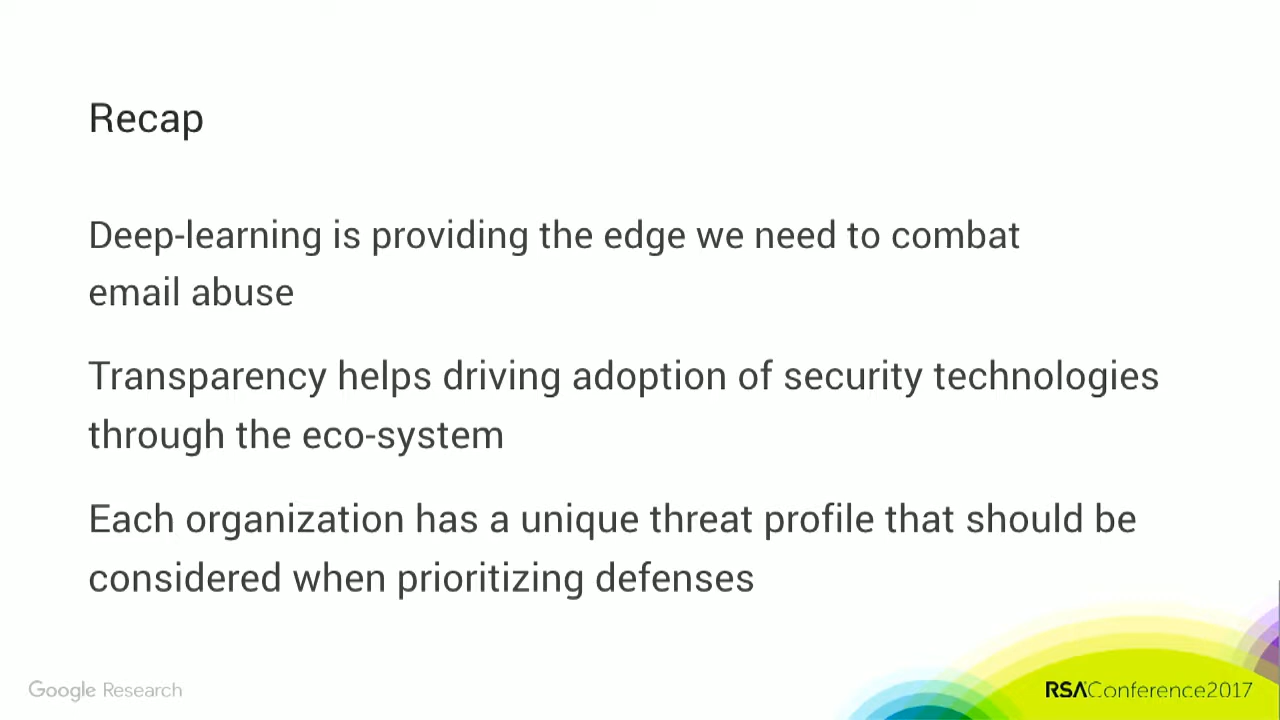 Recap
Deep-learning is providing the edge we need to combat
email abuse
Transparency helps driving adoption of security technologies
through the eco-system
Each organization has a unique threat profile that should be
considered when prioritizing defenses
Google Research
RSAConference2017